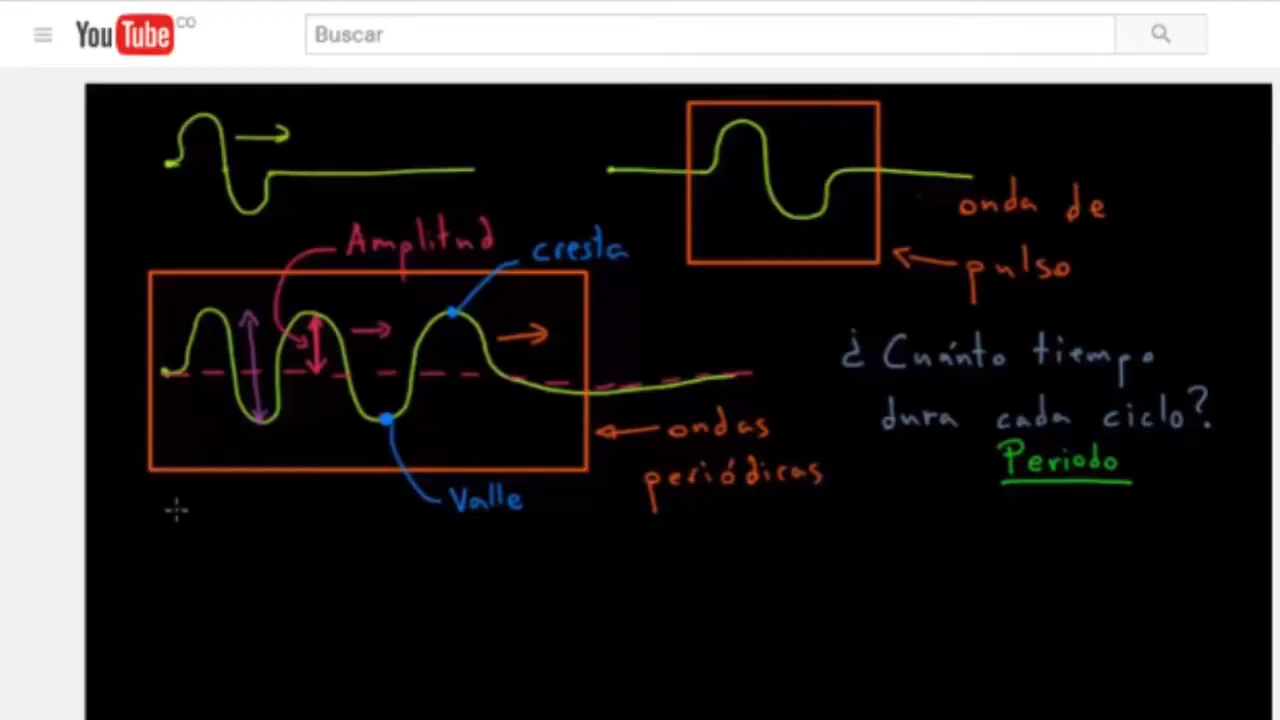 YouTube CO
Buscar
onda de
pulso
Amplitud
cresta
¿Cuánto tiempo
dura cada ciclo?
Periodo
ondas
periódicas
Valle